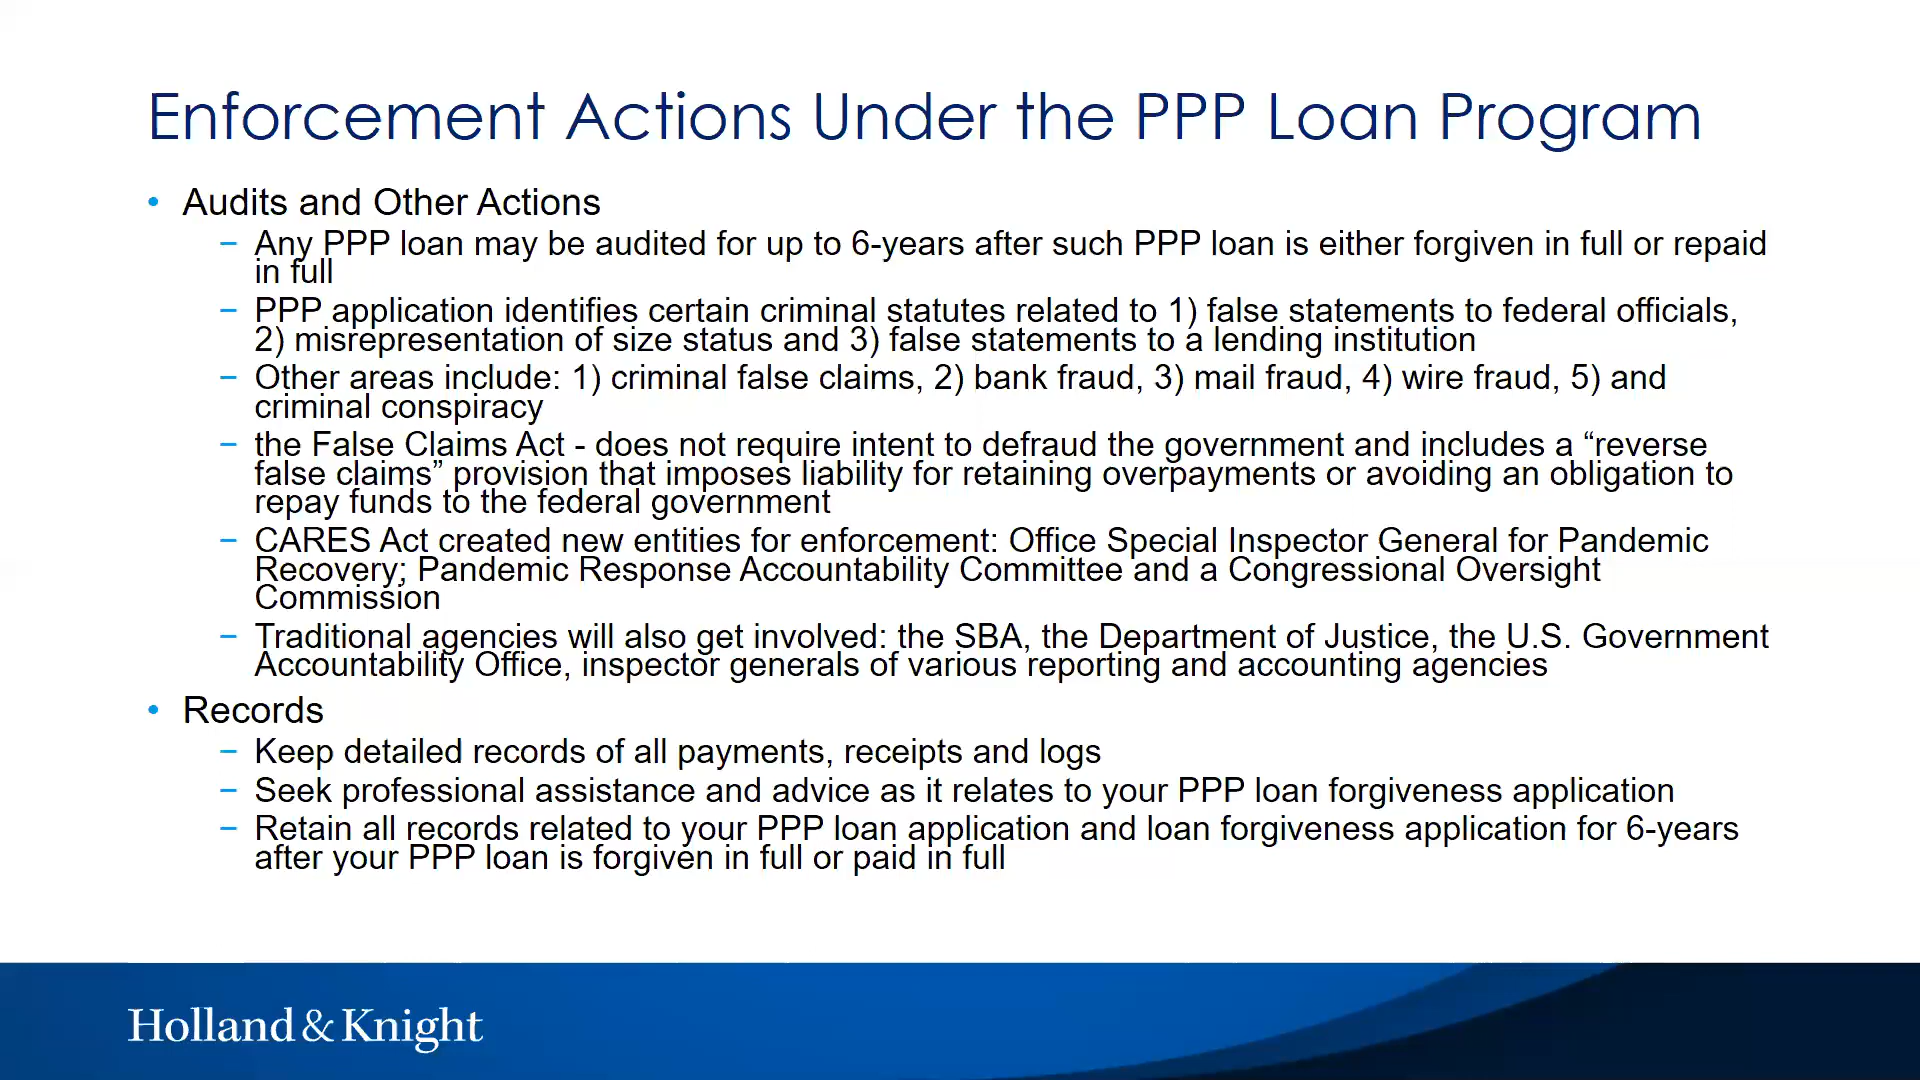 Enforcement Actions Under the PPP Loan Program
• Audits and Other Actions
− Any PPP loan may be audited for up to 6-years after such PPP loan is either forgiven in full or repaid
in full
− PPP application identifies certain criminal statutes related to 1) false statements to federal officials,
2) misrepresentation of size status and 3) false statements to a lending institution
− Other areas include: 1) criminal false claims, 2) bank fraud, 3) mail fraud, 4) wire fraud, 5) and
criminal conspiracy
− the False Claims Act - does not require intent to defraud the government and includes a “reverse
false claims” provision that imposes liability for retaining overpayments or avoiding an obligation to
repay funds to the federal government
− CARES Act created new entities for enforcement: Office Special Inspector General for Pandemic
Recovery; Pandemic Response Accountability Committee and a Congressional Oversight
Commission
− Traditional agencies will also get involved: the SBA, the Department of Justice, the U.S. Government
Accountability Office, inspector generals of various reporting and accounting agencies
• Records
− Keep detailed records of all payments, receipts and logs
− Seek professional assistance and advice as it relates to your PPP loan forgiveness application
− Retain all records related to your PPP loan application and loan forgiveness application for 6-years
after your PPP loan is forgiven in full or paid in full
Holland & Knight